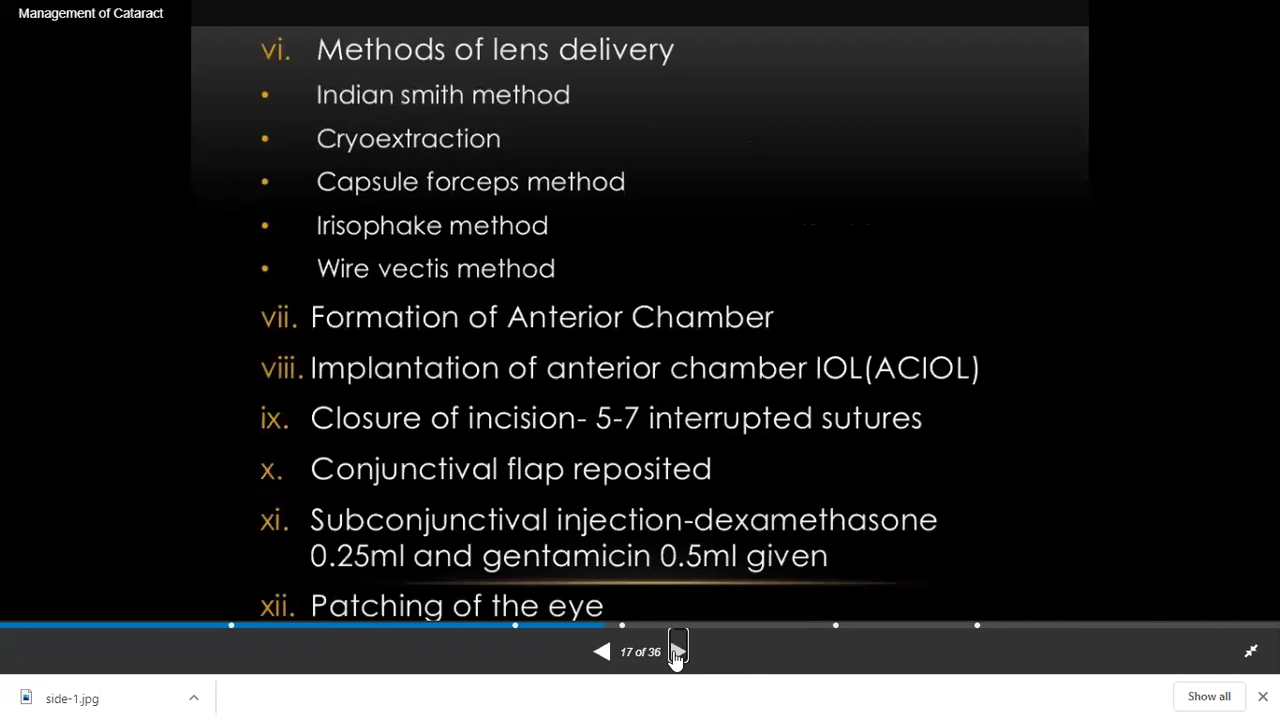 Management of Cataract
vi. Methods of lens delivery
• Indian smith method
• Cryoextraction
• Capsule forceps method
• Irisophake method
• Wire vectis method
vii. Formation of Anterior Chamber
viii. Implantation of anterior chamber IOL(ACIOL)
ix. Closure of incision- 5-7 interrupted sutures
x. Conjunctival flap reposited
xi. Subconjunctival injection-dexamethasone
0.25ml and gentamicin 0.5ml given
xii. Patching of the eye
17 of 36
side-1.jpg
Show all